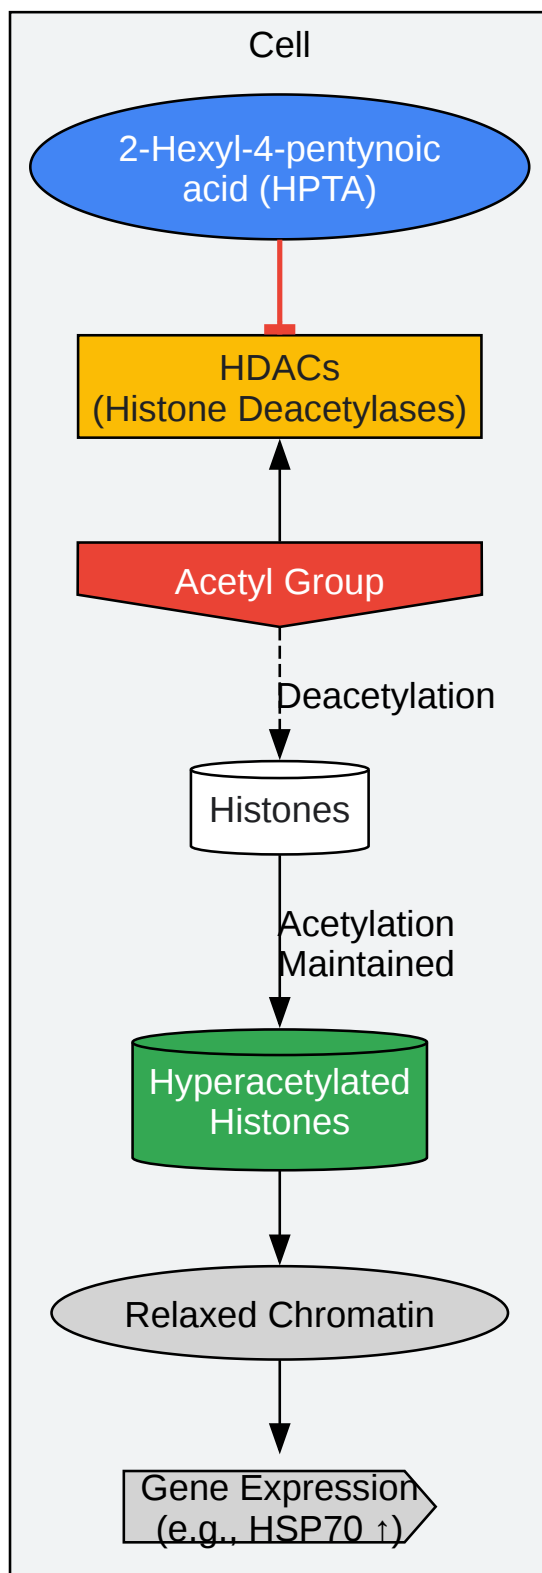 Cell
2-Hexyl-4-pentynoic
acid (HPTA)
HDACs
(Histone Deacetylases)
Acetyl Group
Deacetylation
Histones
Acetylation
Maintained
Hyperacetylated
Histones
Relaxed Chromatin
Gene Expression
(e.g., HSP70 ↑)